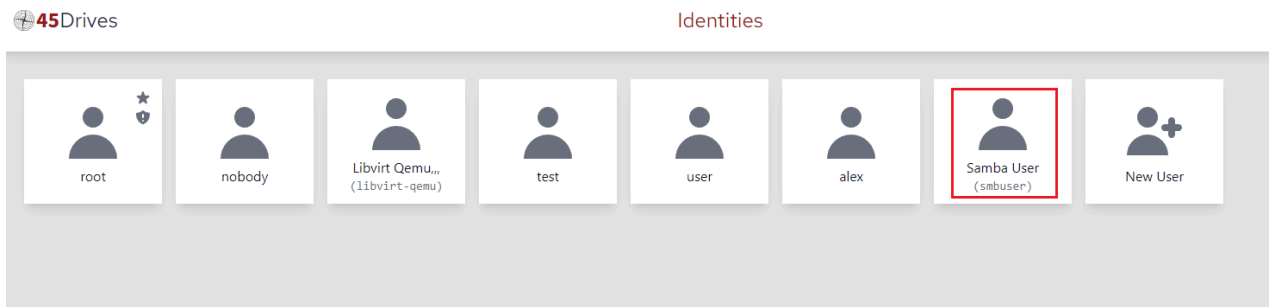 45Drives
Identities
root
nobody
Libvirt Qemu,,,
(libvirt-qemu)
test
user
alex
Samba User
(smbuser)
New User